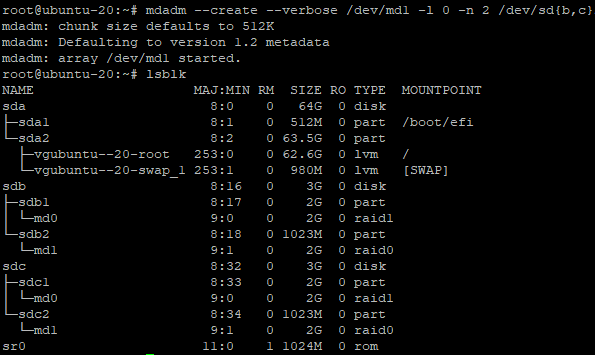 root@ubuntu-20:~# mdadm --create --verbose /dev/md1 -l 0 -n 2 /dev/sd{b,c}
mdadm: chunk size defaults to 512K
mdadm: Defaulting to version 1.2 metadata
mdadm: array /dev/md1 started.
root@ubuntu-20:~# lsblk
NAME                      MAJ:MIN RM  SIZE RO TYPE  MOUNTPOINT
sda                         8:0    0   64G  0 disk
├─sda1                      8:1    0  512M  0 part  /boot/efi
└─sda2                      8:2    0 63.5G  0 part
  ├─vgubuntu--20-root     253:0    0 62.6G  0 lvm   /
  └─vgubuntu--20-swap_1   253:1    0  980M  0 lvm   [SWAP]
sdb                         8:16   0    3G  0 disk
├─sdb1                      8:17   0    2G  0 part
│ └─md0                     9:0    0    2G  0 raid1
└─sdb2                      8:18   0 1023M  0 part
  └─md1                     9:1    0    2G  0 raid0
sdc                         8:32   0    3G  0 disk
├─sdc1                      8:33   0    2G  0 part
│ └─md0                     9:0    0    2G  0 raid1
└─sdc2                      8:34   0 1023M  0 part
  └─md1                     9:1    0    2G  0 raid0
sr0                        11:0    1 1024M  0 rom